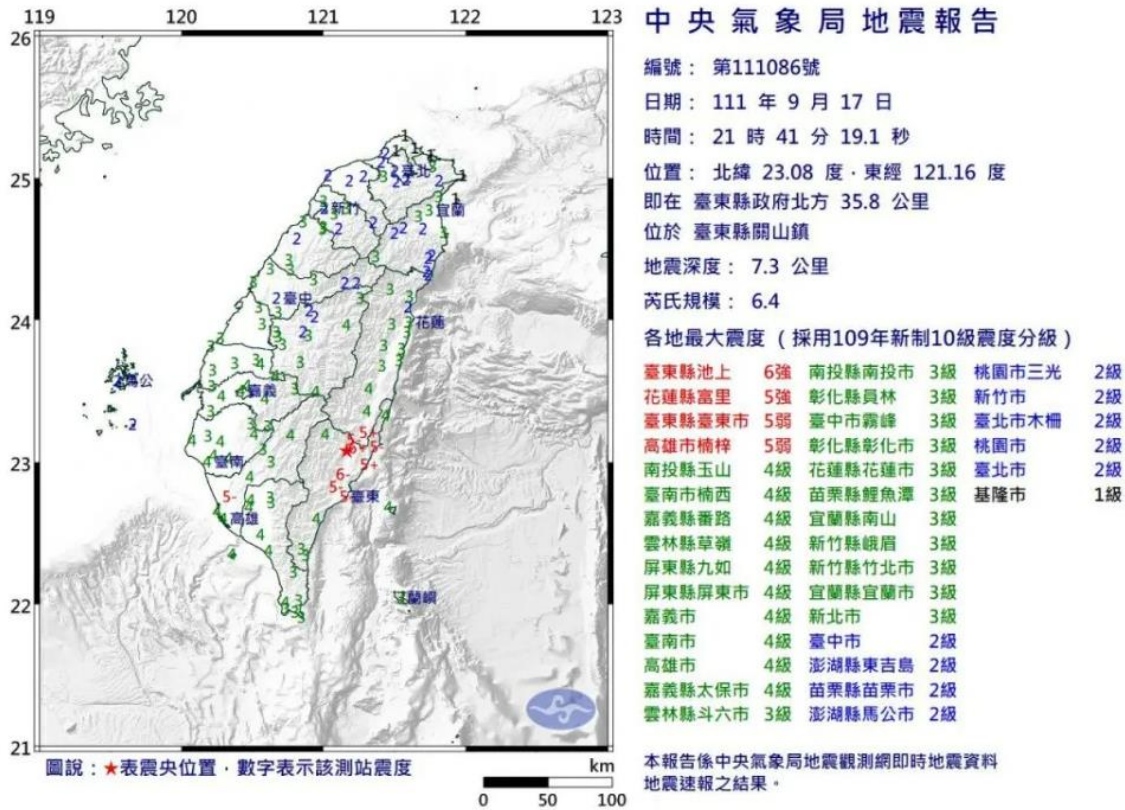 119
120
121
122
123
26
25
24
23
22
21
臺北
新竹
宜蘭
臺中
花蓮
馬公
嘉義
臺南
臺東
高雄
蘭嶼
圖說：★表震央位置，數字表示該測站震度
km
0 50 100
中央氣象局地震報告
編號： 第111086號
日期： 111 年 9 月 17 日
時間： 21 時 41 分 19.1 秒
位置： 北緯 23.08 度，東經 121.16 度
即在 臺東縣政府北方 35.8 公里
位於 臺東縣關山鎮
地震深度： 7.3 公里
芮氏規模： 6.4
各地最大震度（採用109年新制10級震度分級）
臺東縣池上 6強 南投縣南投市 3級 桃園市三光 2級
花蓮縣富里 5強 彰化縣員林 3級 新竹市 2級
臺東縣臺東市 5弱 臺中市霧峰 3級 臺北市木柵 2級
高雄市楠梓 5弱 彰化縣彰化市 3級 桃園市 2級
南投縣玉山 4級 花蓮縣花蓮市 3級 臺北市 2級
臺南市楠西 4級 苗栗縣鯉魚潭 3級 基隆市 1級
嘉義縣番路 4級 宜蘭縣南山 3級
雲林縣草嶺 4級 新竹縣峨眉 3級
屏東縣九如 4級 新竹縣竹北市 3級
屏東縣屏東市 4級 宜蘭縣宜蘭市 3級
嘉義市 4級 新北市 3級
臺南市 4級 臺中市 2級
高雄市 4級 澎湖縣東吉島 2級
嘉義縣太保市 4級 苗栗縣苗栗市 2級
雲林縣斗六市 3級 澎湖縣馬公市 2級
本報告係中央氣象局地震觀測網即時地震資料
地震速報之結果。